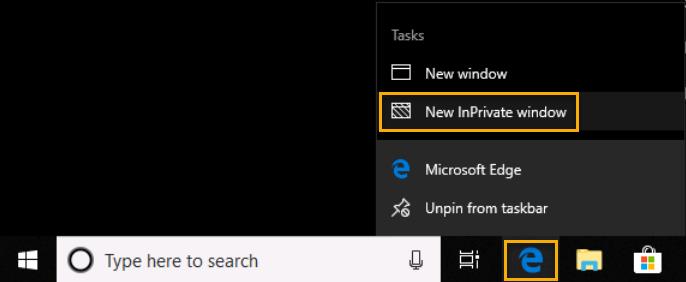 Tasks
New window
New InPrivate window
Microsoft Edge
Unpin from taskbar
Type here to search